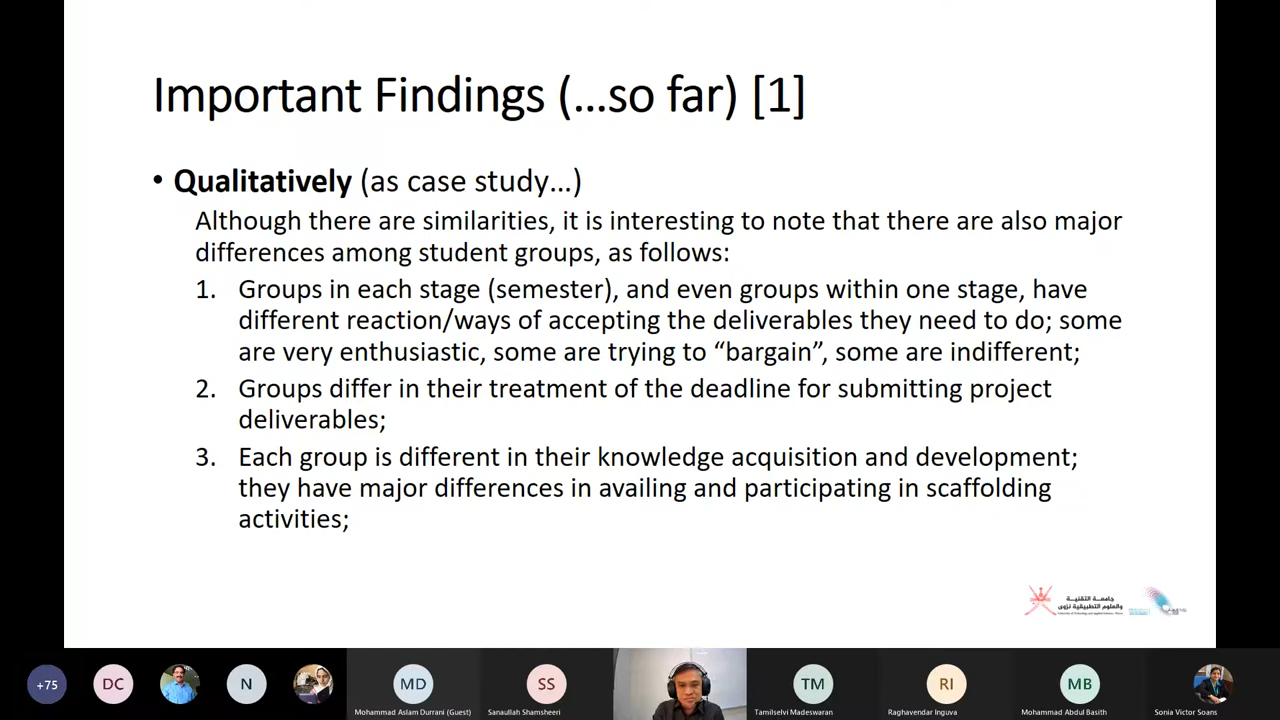 Important Findings (…so far) [1]
• Qualitatively (as case study…)
Although there are similarities, it is interesting to note that there are also major
differences among student groups, as follows:
1. Groups in each stage (semester), and even groups within one stage, have
different reaction/ways of accepting the deliverables they need to do; some
are very enthusiastic, some are trying to “bargain”, some are indifferent;
2. Groups differ in their treatment of the deadline for submitting project
deliverables;
3. Each group is different in their knowledge acquisition and development;
they have major differences in availing and participating in scaffolding
activities;
جامعة التقنية
والعلوم التطبيقية نزوى
+75
DC
N
MD
SS
TM
RI
MB
Mohammad Aslam Durrani (Guest)
Sanaullah Shamsheeri
Tamilselvi Madeswaran
Raghavendar Inguva
Mohammad Abdul Basith
Sonia Victor Soans